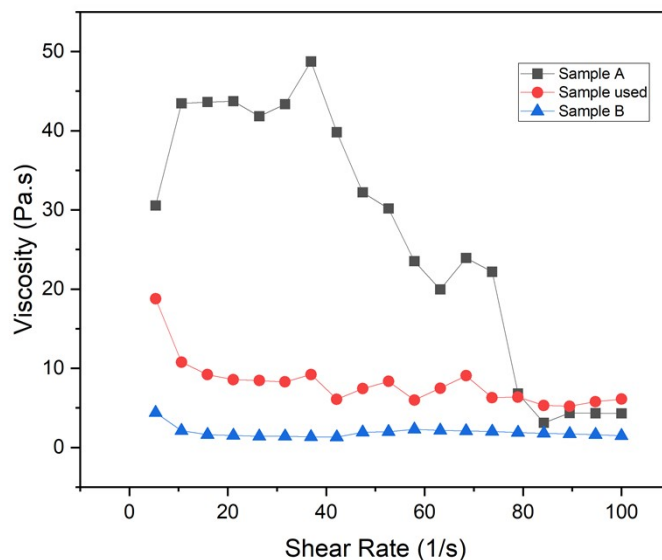 50
40
30
20
10
0
Viscosity (Pa.s)
Sample A
Sample used
Sample B
0 20 40 60 80 100
Shear Rate (1/s)